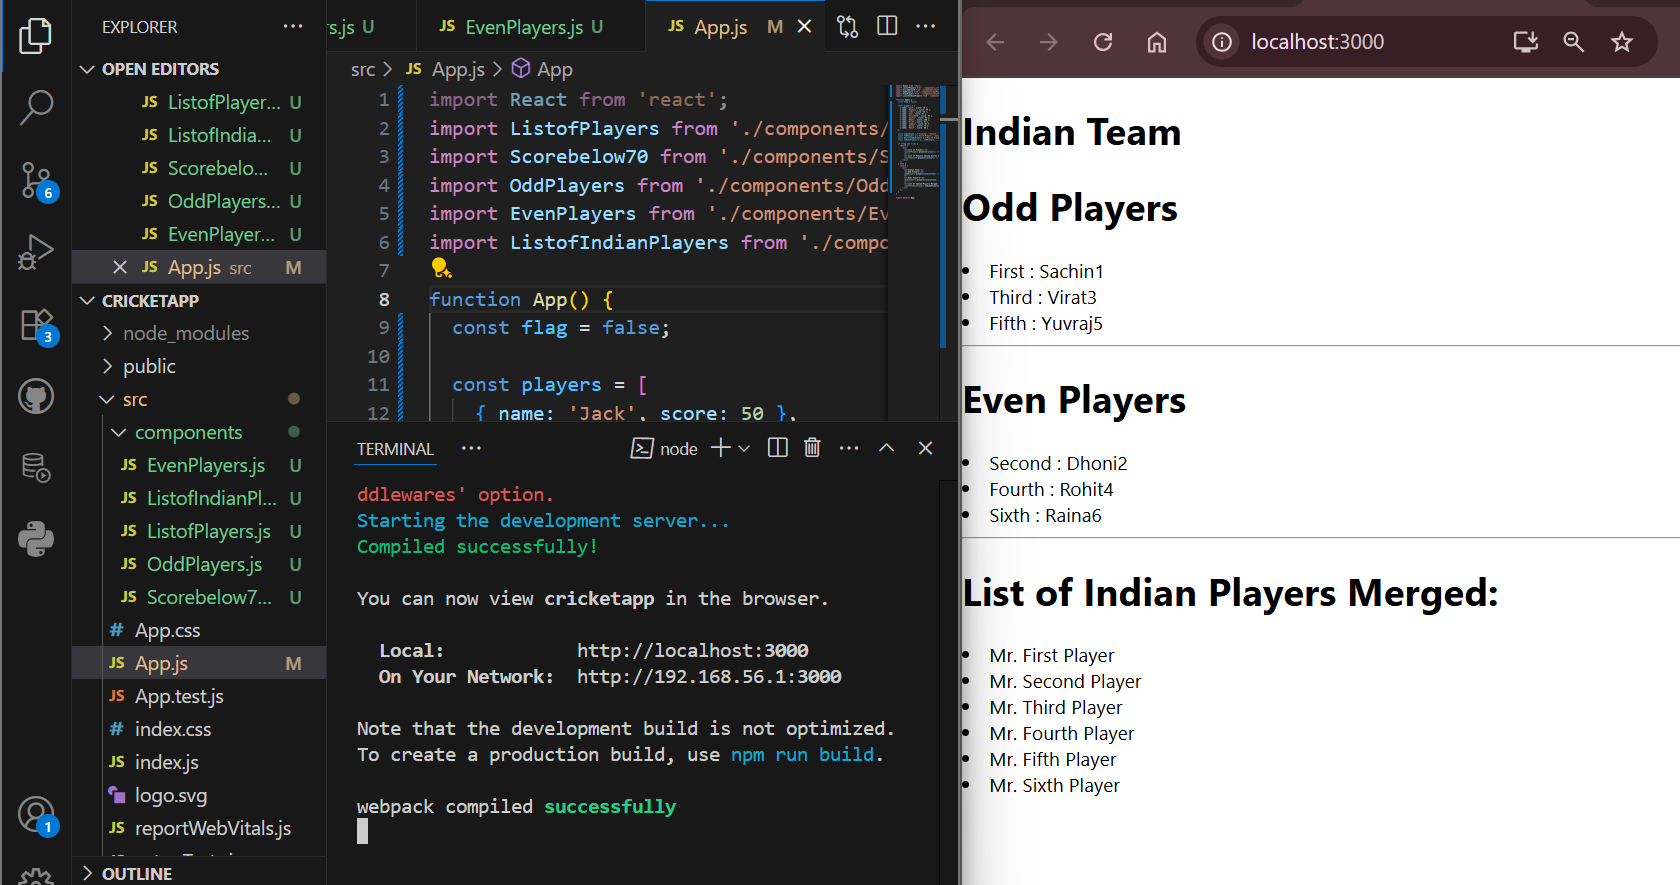 EXPLORER
OPEN EDITORS
JS ListofPlayer... U
JS ListofIndia... U
JS Scorebelo... U
JS OddPlayers... U
JS EvenPlayer... U
JS App.js src M
CRICKETAPP
node_modules
public
src
components
JS EvenPlayers.js U
JS ListofIndianPl... U
JS ListofPlayers.js U
JS OddPlayers.js U
JS Scorebelow7... U
# App.css
JS App.js M
JS App.test.js
# index.css
JS index.js
logo.svg
JS reportWebVitals.js
OUTLINE
6
3
1
rs.js U
JS EvenPlayers.js U
JS App.js M
src > JS App.js > App
1 import React from 'react';
2 import ListofPlayers from './components/
3 import Scorebelow70 from './components/S
4 import OddPlayers from './components/Odd
5 import EvenPlayers from './components/Ev
6 import ListofIndianPlayers from './compo
7
8 function App() {
9 const flag = false;
10
11 const players = [
12 { name: 'Jack', score: 50 },
TERMINAL
node
ddlewares' option.
Starting the development server...
Compiled successfully!
You can now view cricketapp in the browser.
Local: http://localhost:3000
On Your Network: http://192.168.56.1:3000
Note that the development build is not optimized.
To create a production build, use npm run build.
webpack compiled successfully
localhost:3000
Indian Team
Odd Players
First : Sachin1
Third : Virat3
Fifth : Yuvraj5
Even Players
Second : Dhoni2
Fourth : Rohit4
Sixth : Raina6
List of Indian Players Merged:
Mr. First Player
Mr. Second Player
Mr. Third Player
Mr. Fourth Player
Mr. Fifth Player
Mr. Sixth Player